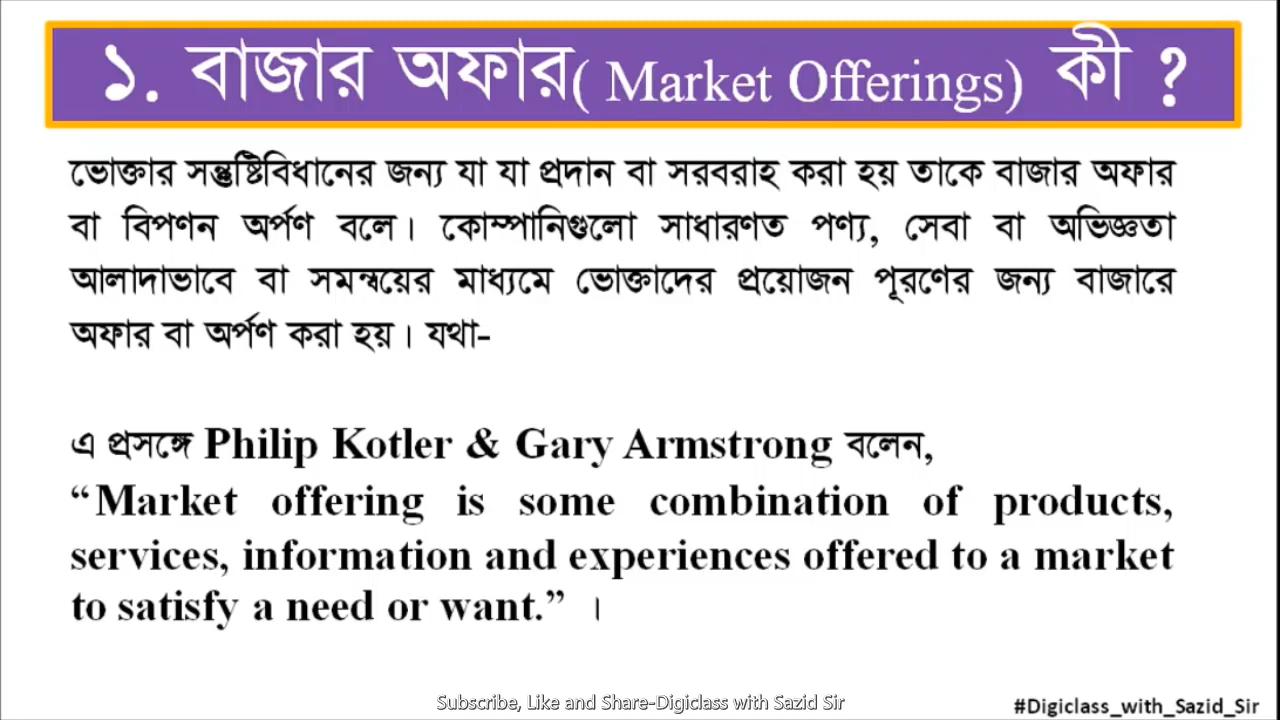 ১. বাজার অফার( Market Offerings) কী ?
ভোক্তার সন্তুষ্টিবিধানের জন্য যা যা প্রদান বা সরবরাহ করা হয় তাকে বাজার অফার
বা বিপণন অর্পণ বলে। কোম্পানিগুলো সাধারণত পণ্য, সেবা বা অভিজ্ঞতা
আলাদাভাবে বা সমন্বয়ের মাধ্যমে ভোক্তাদের প্রয়োজন পূরণের জন্য বাজারে
অফার বা অর্পণ করা হয়। যথা-
এ প্রসঙ্গে Philip Kotler & Gary Armstrong বলেন,
“Market offering is some combination of products,
services, information and experiences offered to a market
to satisfy a need or want.” ।
Subscribe, Like and Share-Digiclass with Sazid Sir
#Digiclass_with_Sazid_Sir